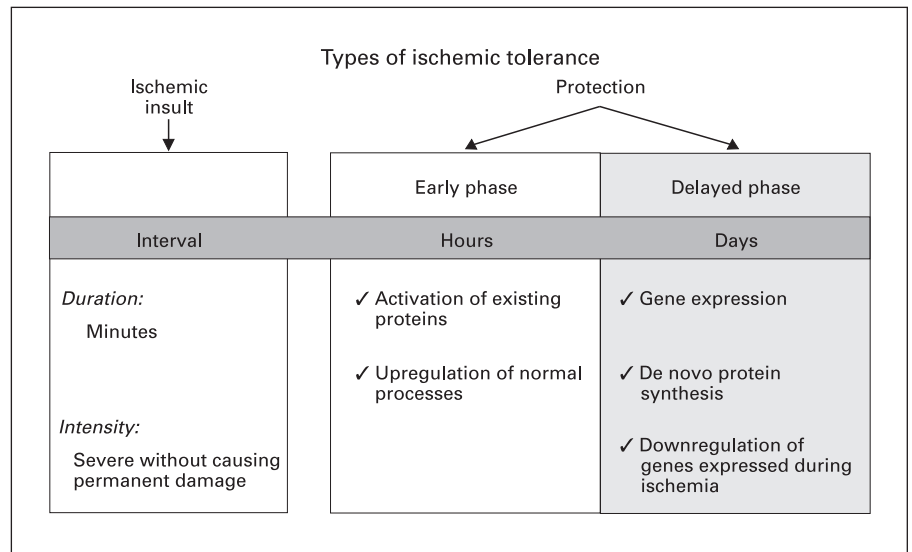 Types of ischemic tolerance
Ischemic
insult
Protection
Early phase
Delayed phase
Interval
Hours
Days
Duration:
Minutes
Intensity:
Severe without causing
permanent damage
✓ Activation of existing
proteins
✓ Upregulation of normal
processes
✓ Gene expression
✓ De novo protein
synthesis
✓ Downregulation of
genes expressed during
ischemia